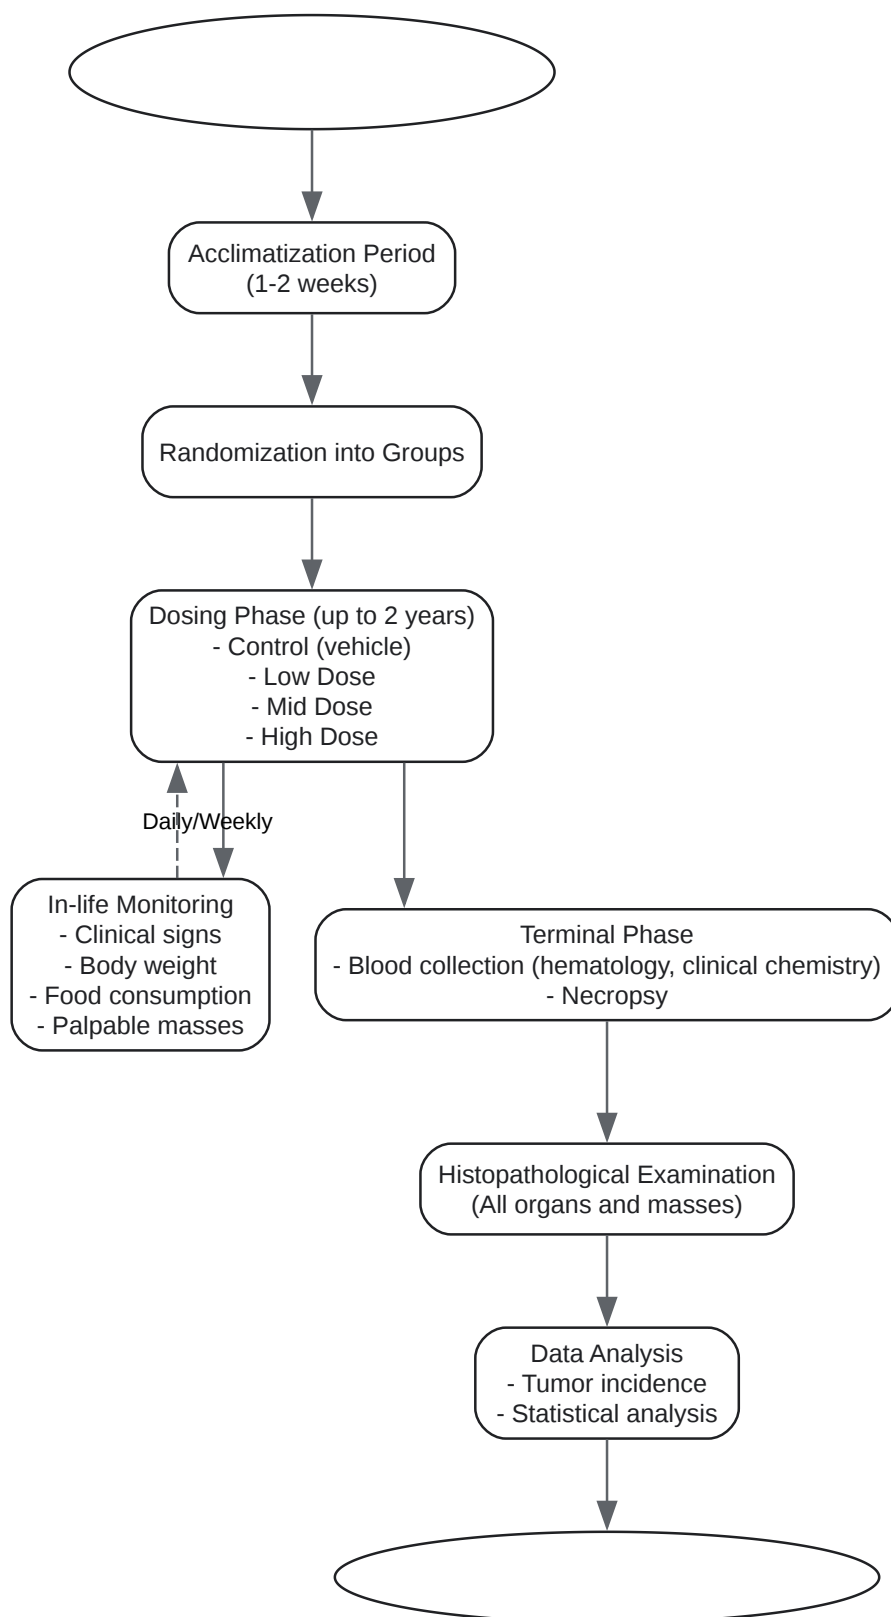 Acclimatization Period
(1-2 weeks)
Randomization into Groups
Dosing Phase (up to 2 years)
- Control (vehicle)
- Low Dose
- Mid Dose
- High Dose
Daily/Weekly
In-life Monitoring
- Clinical signs
- Body weight
- Food consumption
- Palpable masses
Terminal Phase
- Blood collection (hematology, clinical chemistry)
- Necropsy
Histopathological Examination
(All organs and masses)
Data Analysis
- Tumor incidence
- Statistical analysis